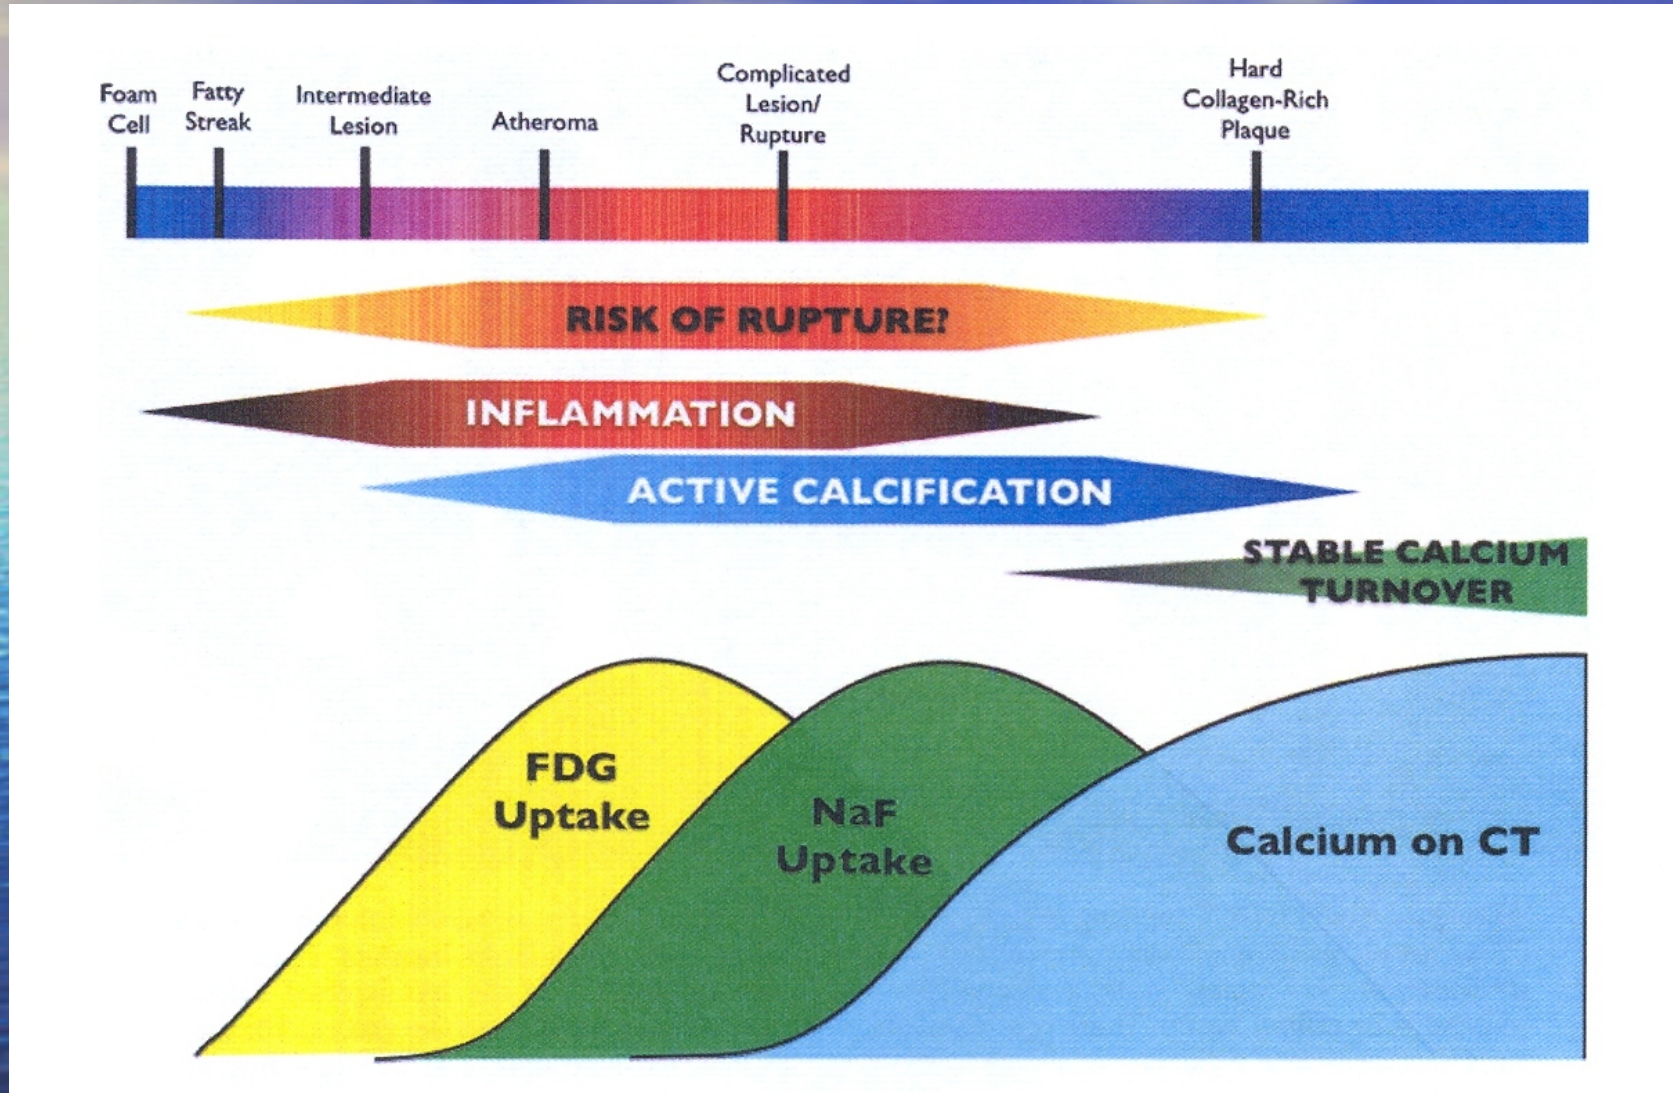 Foam
Cell
Fatty
Streak
Intermediate
Lesion
Atheroma
Complicated
Lesion/
Rupture
Hard
Collagen-Rich
Plaque
RISK OF RUPTURE?
INFLAMMATION
ACTIVE CALCIFICATION
STABLE CALCIUM
TURNOVER
FDG
Uptake
NaF
Uptake
Calcium on CT